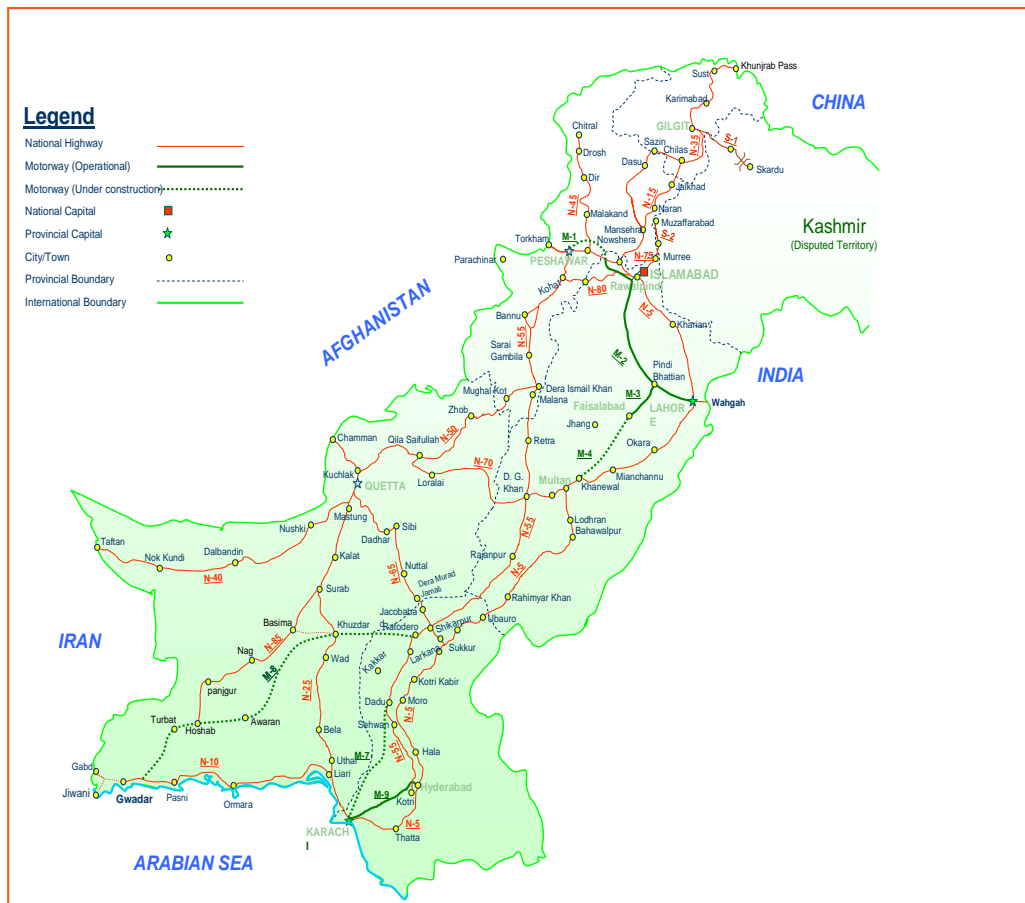 Khunjrab Pass
Sust
CHINA
Karimabad
Legend
National Highway
Motorway (Operational)
Motorway (Under construction)
National Capital
Provincial Capital
City/Town
Provincial Boundary
International Boundary
GILGIT
Chitral
Sazin
Chilas
N-35
S-1
Drosh
Dasu
Skardu
Dir
Jalkhad
N-15
N-45
Naran
Malakand
Muzaffarabad
Kashmir
(Disputed Territory)
Mansehra
S-2
M-1
Nowshera
Torkham
Parachinar
PESHAWAR
N-75
Murree
ISLAMABAD
Rawalpindi
Kohat
N-80
AFGHANISTAN
Bannu
N-5
Kharian
N-55
Sarai
Gambila
M-2
Pindi
Bhattian
INDIA
Mughal Kot
Dera Ismail Khan
Malana
M-3
Faisalabad
LAHOR
E
Wahgah
Zhob
Jhang
N-50
Chamman
Qila Saifullah
Retra
Okara
M-4
Kuchlak
N-70
Loralai
D. G.
Khan
Multan
Mianchannu
Khanewal
QUETTA
Mastung
Nushki
Sibi
Dadhar
N-55
Lodhran
Bahawalpur
Taftan
Dalbandin
Nok Kundi
Kalat
Rajanpur
N-40
N-65
Nuttal
N-5
Dera Murad
Jamali
Surab
Rahimyar Khan
Jacobaba
d
Basima
Khuzdar
Ratodero
Shikarpur
Ubauro
IRAN
N-85
Nag
Wad
Larkana
Sukkur
M-8
Kakkar
panjgur
N-25
Kotri Kabir
Dadu
Moro
N-5
Turbat
Hoshab
Awaran
Bela
Sehwan
N-55
Hala
M-7
Uthal
Gabd
N-10
Liari
Jiwani
Gwadar
Pasni
Ormara
M-9
Hyderabad
Kotri
KARACH
I
N-5
Thatta
ARABIAN SEA